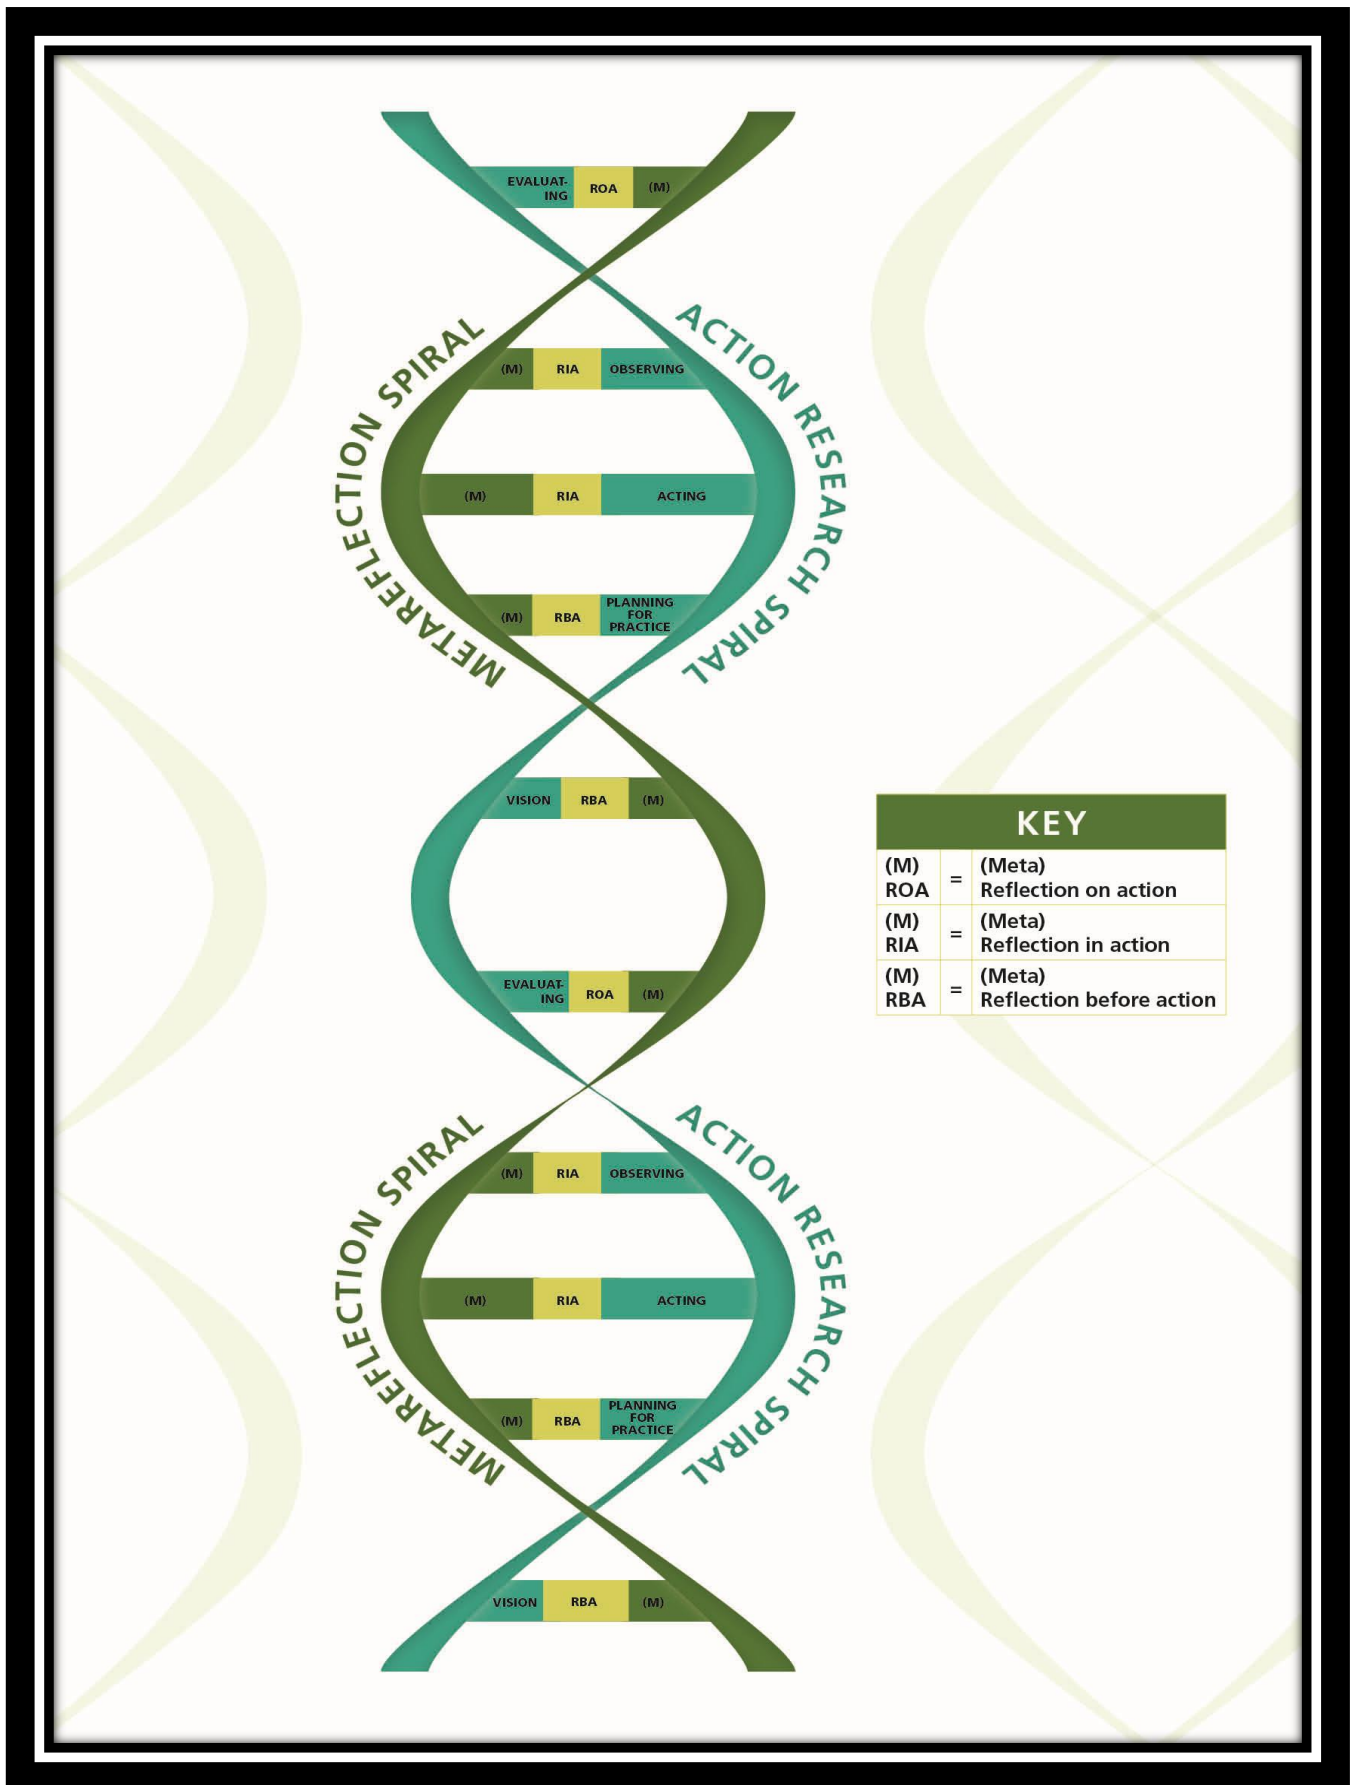 EVALUAT-
ING
ROA
(M)
METAREFLECTION SPIRAL
ACTION RESEARCH SPIRAL
(M)
RIA
OBSERVING
(M)
RIA
ACTING
(M)
RBA
PLANNING
FOR
PRACTICE
VISION
RBA
(M)
KEY
(M)
ROA
=
(Meta)
Reflection on action
(M)
RIA
=
(Meta)
Reflection in action
(M)
RBA
=
(Meta)
Reflection before action
EVALUAT-
ING
ROA
(M)
METAREFLECTION SPIRAL
ACTION RESEARCH SPIRAL
(M)
RIA
OBSERVING
(M)
RIA
ACTING
(M)
RBA
PLANNING
FOR
PRACTICE
VISION
RBA
(M)